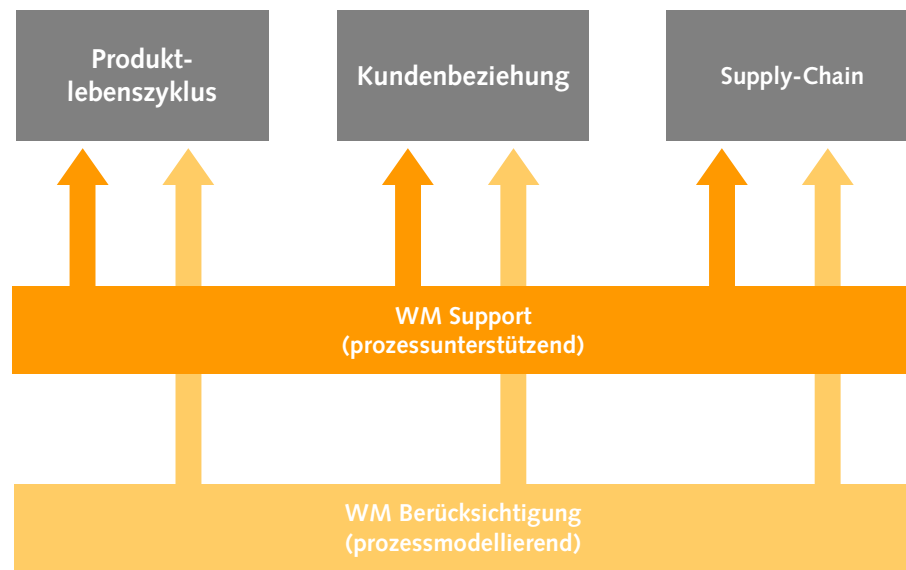 Produkt-
lebenszyklus
Kundenbeziehung
Supply-Chain
WM Support
(prozessunterstützend)
WM Berücksichtigung
(prozessmodellierend)